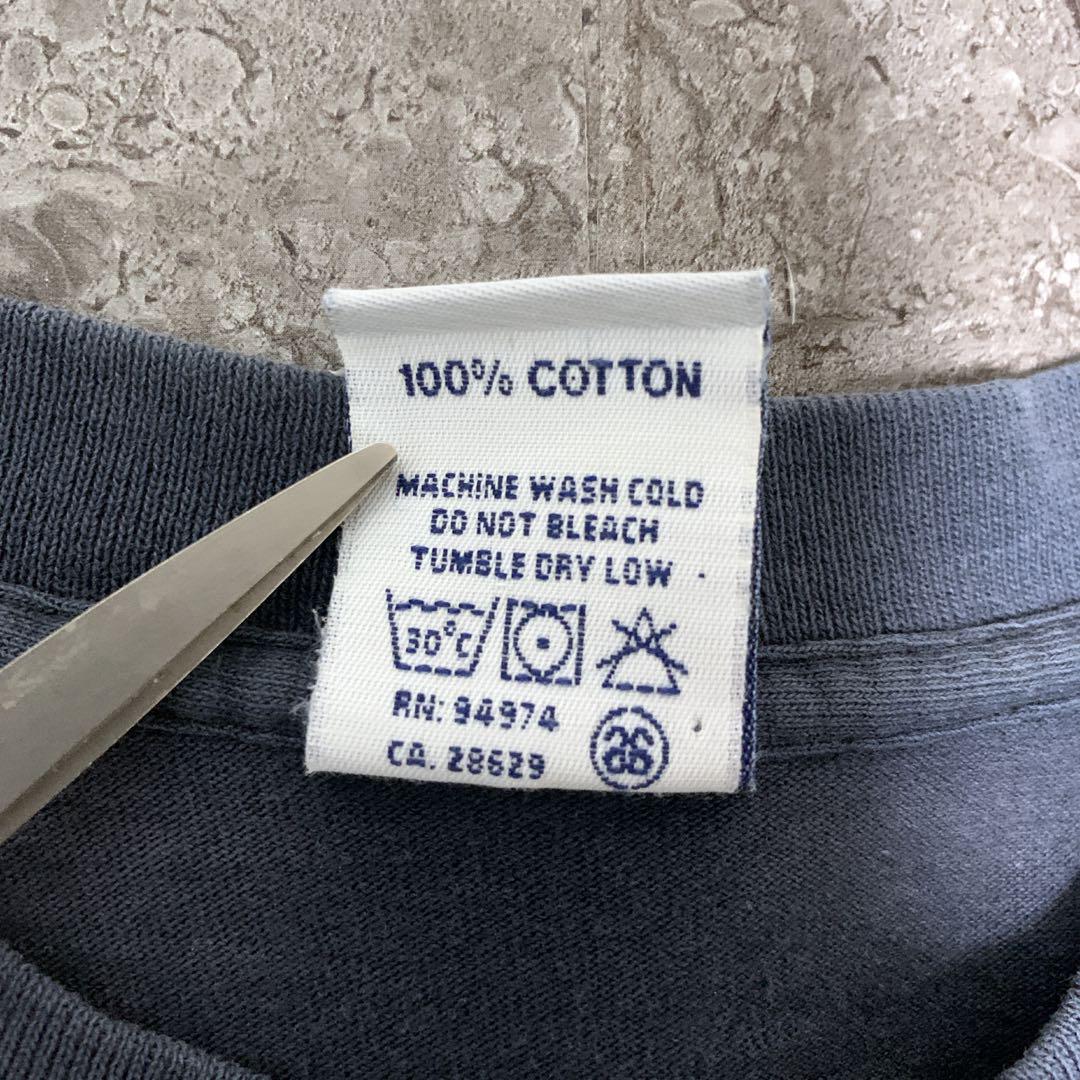 100% COTTON
MACHINE WASH COLD
DO NOT BLEACH
TUMBLE DRY LOW
30°C
RN: 94974
CA. 28629